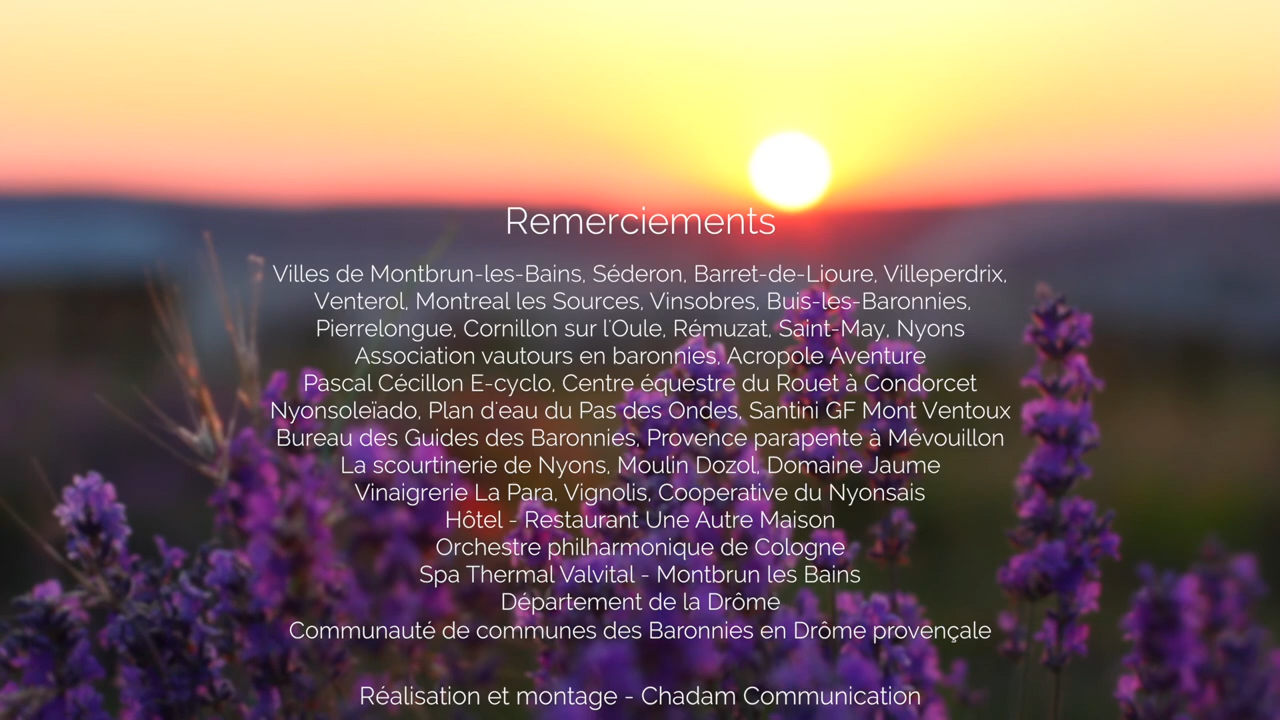 Remerciements
Villes de Montbrun-les-Bains, Séderon, Barret-de-Lioure, Villeperdrix,
Venterol, Montreal les Sources, Vinsobres, Buis-les-Baronnies,
Pierrelongue, Cornillon sur l'Oule, Rémuzat, Saint-May, Nyons
Association vautours en baronnies, Acropole Aventure
Pascal Cécillon E-cyclo, Centre équestre du Rouet à Condorcet
Nyonsoleïado, Plan d'eau du Pas des Ondes, Santini GF Mont Ventoux
Bureau des Guides des Baronnies, Provence parapente à Mévouillon
La scourtinerie de Nyons, Moulin Dozol, Domaine Jaume
Vinaigrerie La Para, Vignolis, Cooperative du Nyonsais
Hôtel - Restaurant Une Autre Maison
Orchestre philharmonique de Cologne
Spa Thermal Valvital - Montbrun les Bains
Département de la Drôme
Communauté de communes des Baronnies en Drôme provençale
Réalisation et montage - Chadam Communication